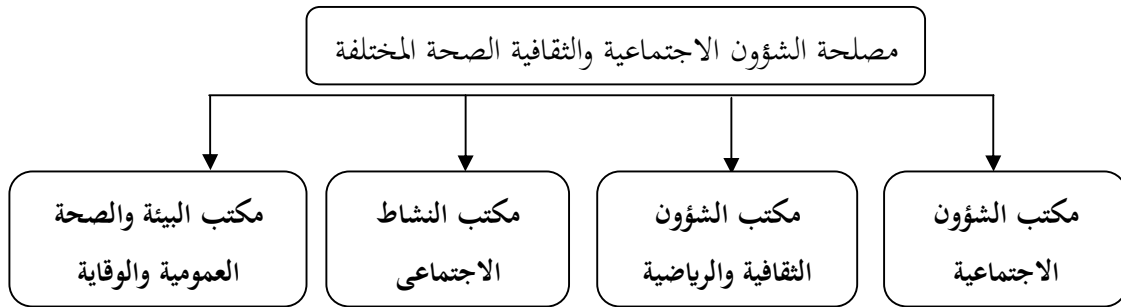 مصلحة الشؤون الاجتماعية والثقافية الصحة المختلفة
مكتب الشؤون
الاجتماعية
مكتب الشؤون
الثقافية والرياضية
مكتب النشاط
الاجتماعى
مكتب البيئة والصحة
العمومية والوقاية